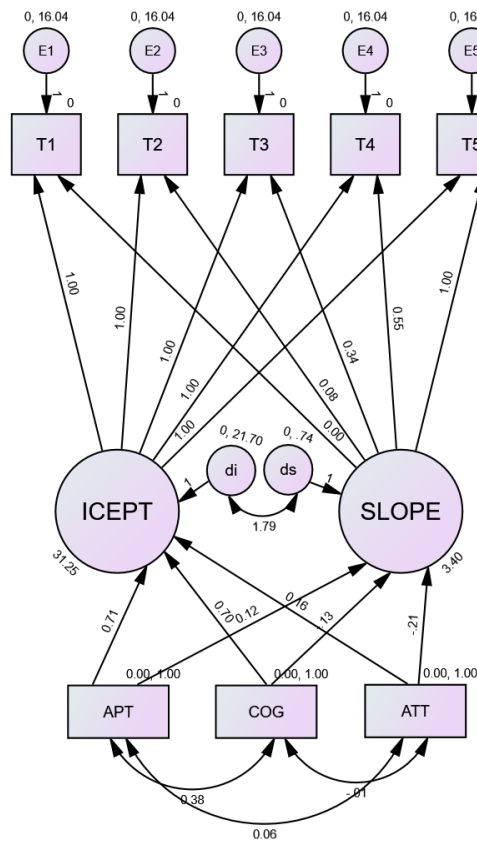 0, 16.04 0, 16.04 0, 16.04 0, 16.04 0, 16
E1 E2 E3 E4 E5
1 0 1 0 1 0 1 0
T1 T2 T3 T4 T5
1.00 1.00 1.00 1.00 1.00 0.00 0.08 0.34 0.55 1.00
0, 21.70 0, .74
di ds
1 1
ICEPT SLOPE
1.79
31.25 3.40
0.71 0.12 0.70 .13 0.16 -.21
0.00, 1.00 0.00, 1.00 0.00, 1.00
APT COG ATT
0.38 -.01
0.06